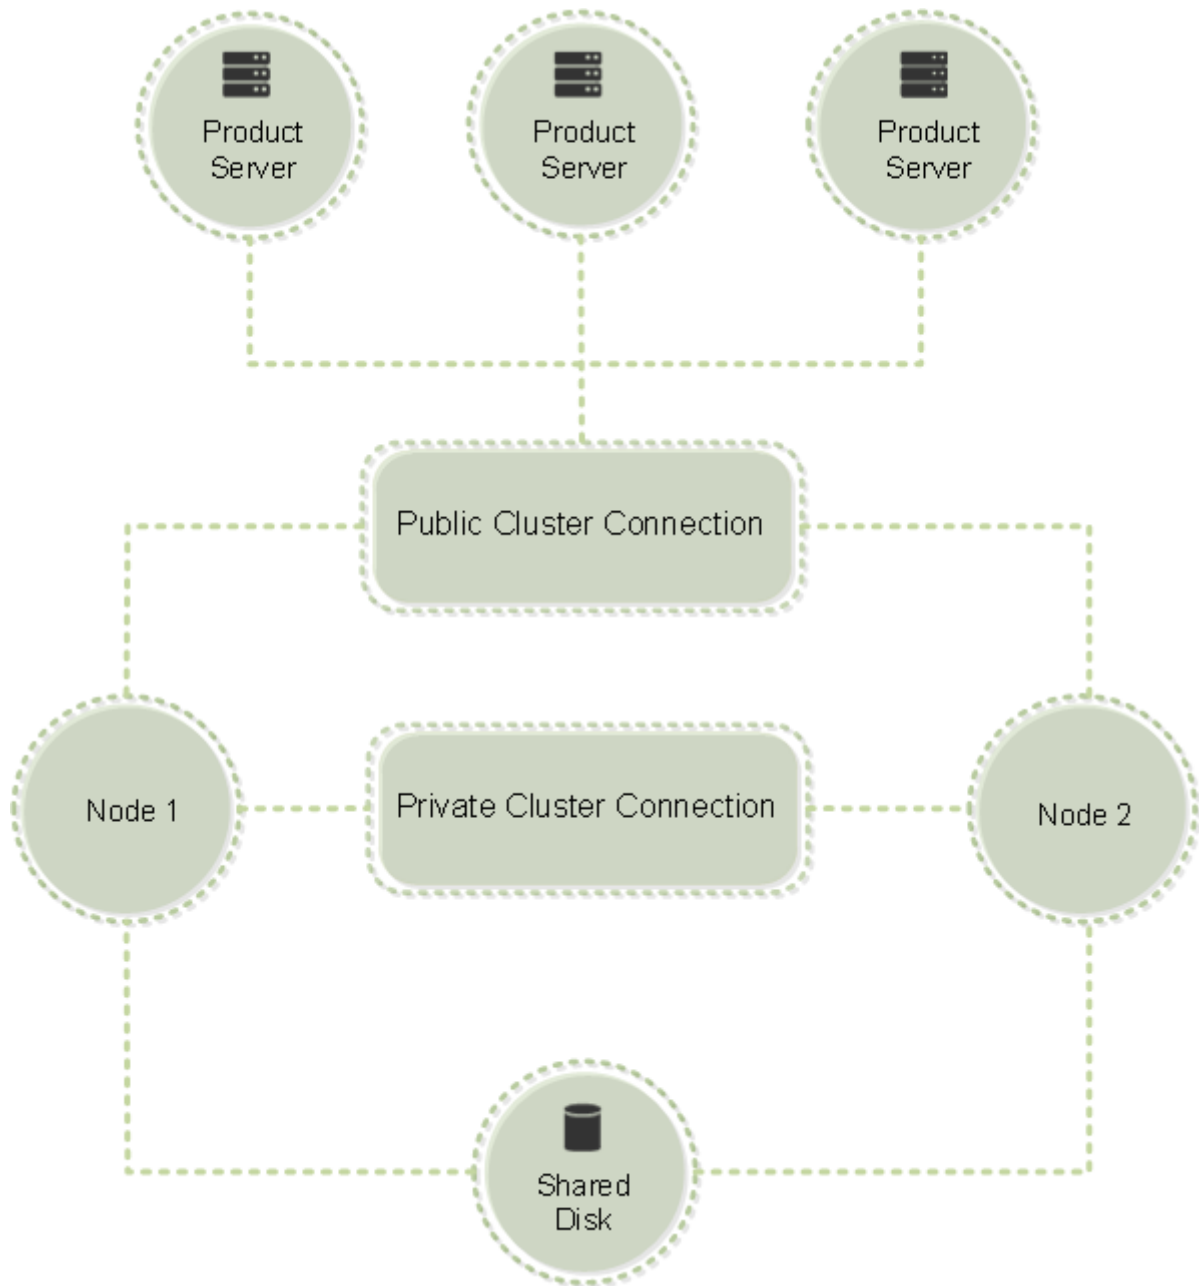 Product
Server
Product
Server
Product
Server
Public Cluster Connection
Node 1
Private Cluster Connection
Node 2
Shared
Disk